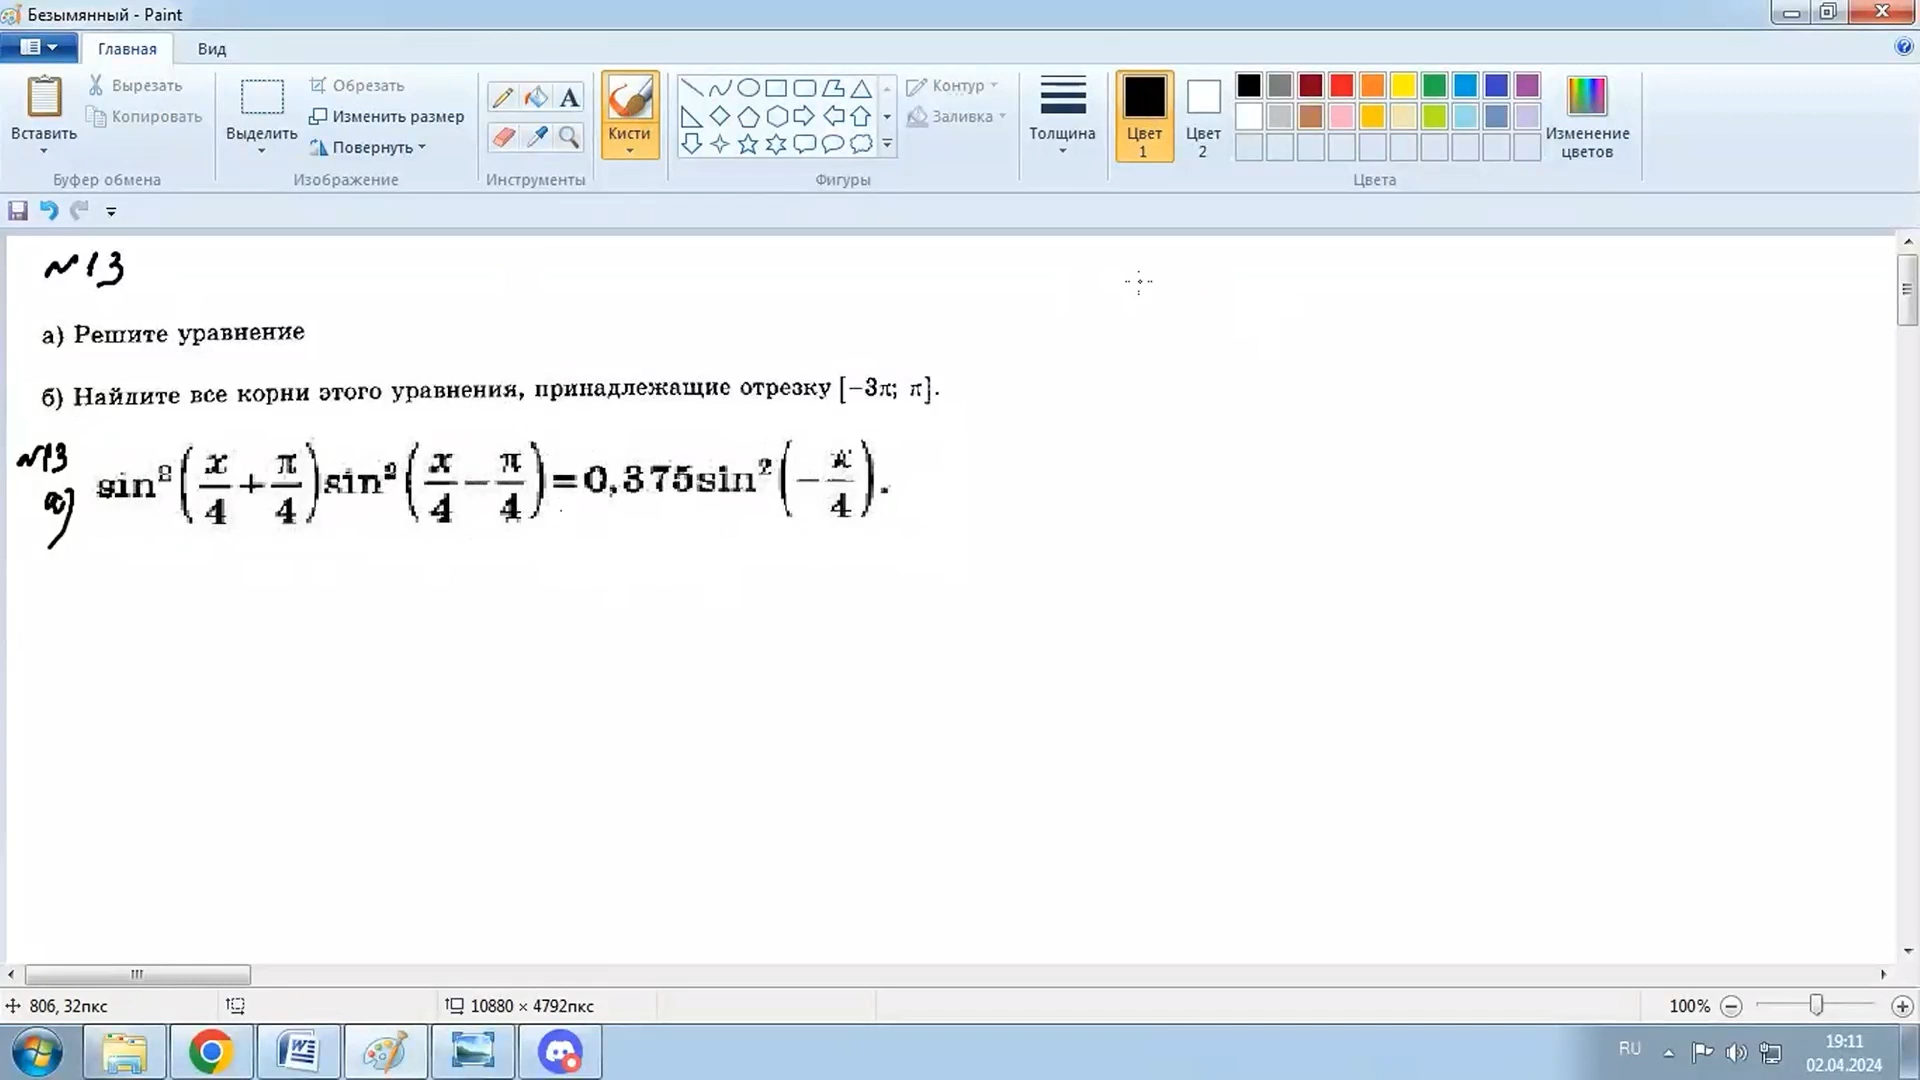 Безымянный - Paint
Главная Вид
Вставить
Вырезать
Копировать
Буфер обмена
Выделить
Обрезать
Изменить размер
Повернуть
Изображение
A
Инструменты
Кисти
Контур
Заливка
Фигуры
Толщина
Цвет 1
Цвет 2
Изменение цветов
Цвета
№13
а) Решите уравнение
б) Найдите все корни этого уравнения, принадлежащие отрезку [−3π; π].
№13
а) sin²(x/4 + π/4) sin²(x/4 − π/4) = 0,375sin²(−π/4).
806, 32пкс
10880 × 4792пкс
100%
RU
19:11
02.04.2024